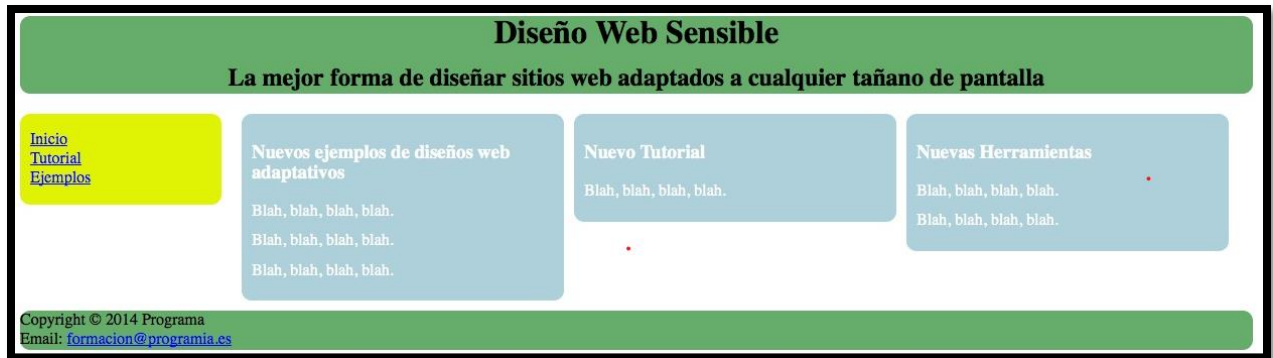 Diseño Web Sensible
La mejor forma de diseñar sitios web adaptados a cualquier tañano de pantalla
Inicio
Tutorial
Ejemplos
Nuevos ejemplos de diseños web
adaptativos
Blah, blah, blah, blah.
Blah, blah, blah, blah.
Blah, blah, blah, blah.
Nuevo Tutorial
Blah, blah, blah, blah.
Nuevas Herramientas
Blah, blah, blah, blah.
Blah, blah, blah, blah.
Copyright © 2014 Programa
Email: formacion@programia.es